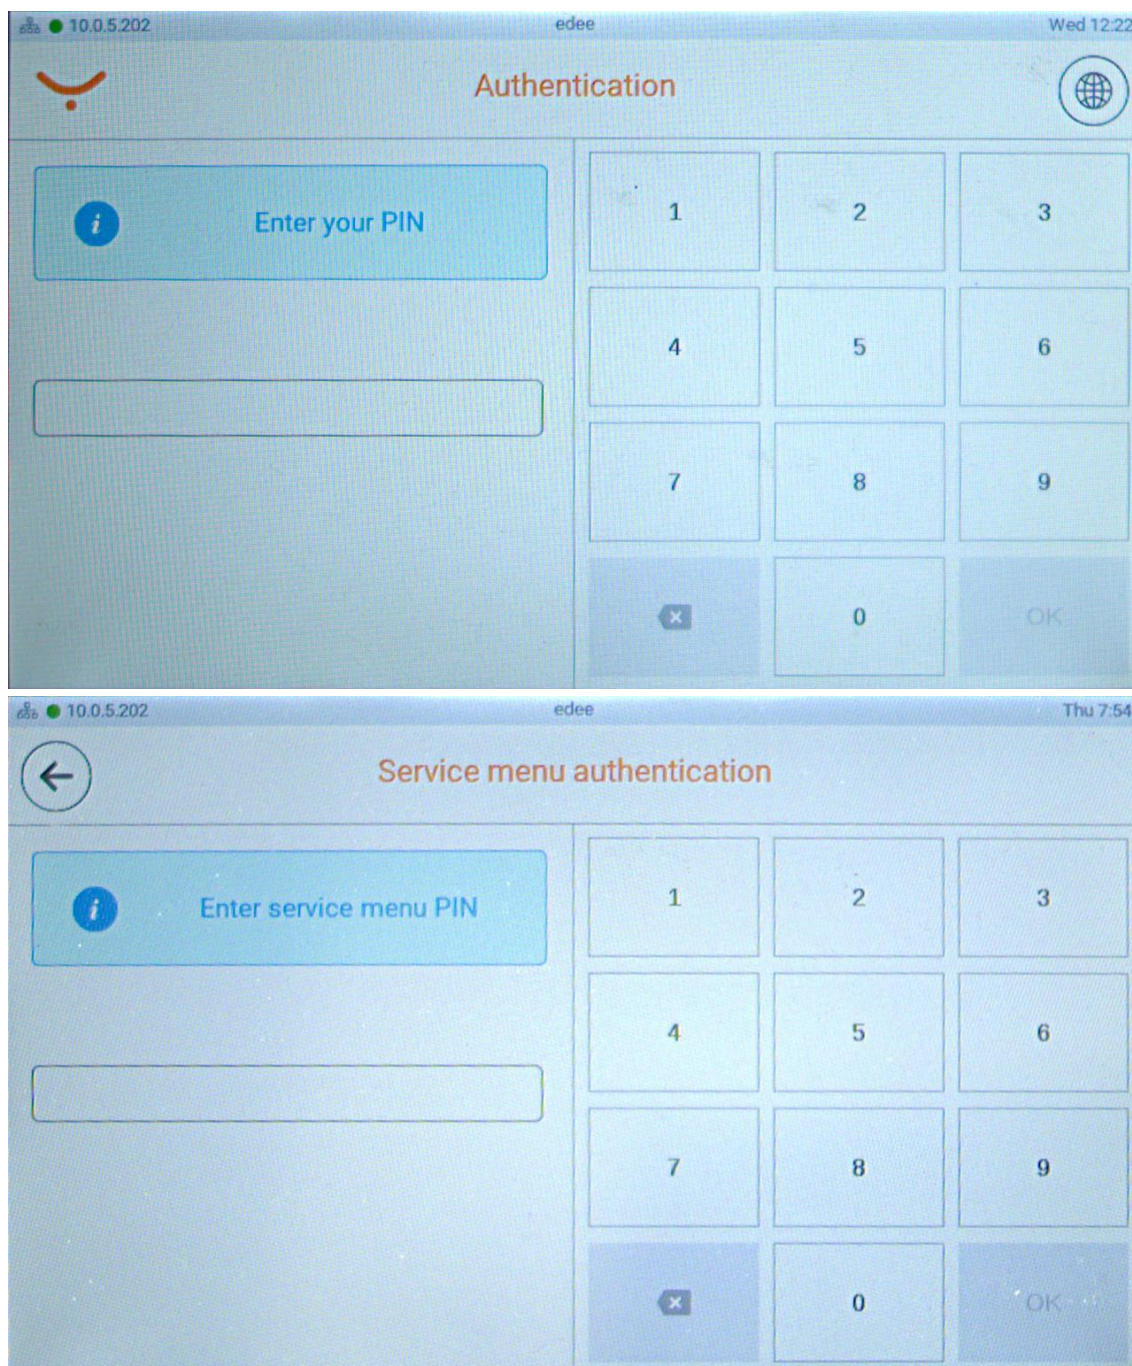 10.0.5.202 edee Wed 12:22
Authentication
Enter your PIN
1 2 3
4 5 6
7 8 9
0 OK
10.0.5.202 edee Thu 7:54
Service menu authentication
Enter service menu PIN
1 2 3
4 5 6
7 8 9
0 OK